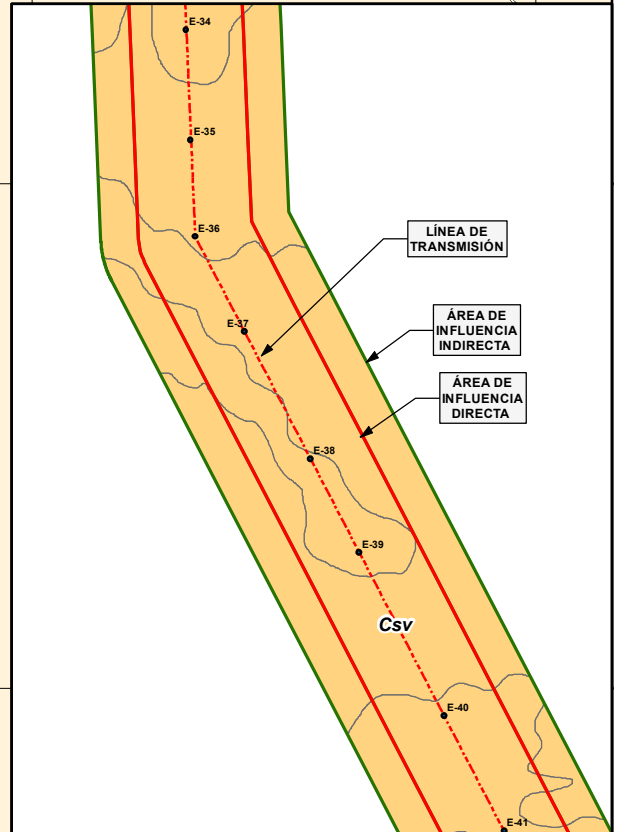 E-34
E-35
E-36
LÍNEA DE
TRANSMISIÓN
E-37
ÁREA DE
INFLUENCIA
INDIRECTA
ÁREA DE
INFLUENCIA
DIRECTA
E-38
E-39
Csv
E-40
E-41